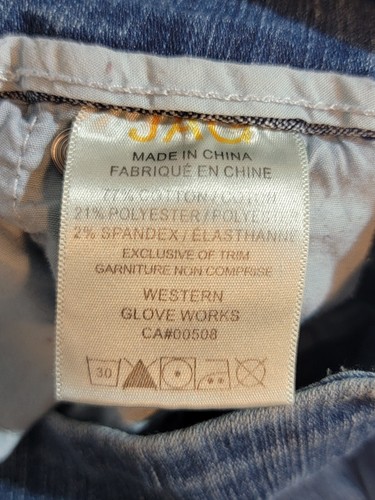 JAG
MADE IN CHINA
FABRIQUÉ EN CHINE
77% COTTON / COTON
21% POLYESTER / POLYESTER
2% SPANDEX / ÉLASTHANNE
EXCLUSIVE OF TRIM
GARNITURE NON COMPRISE
WESTERN
GLOVE WORKS
CA#00508
30